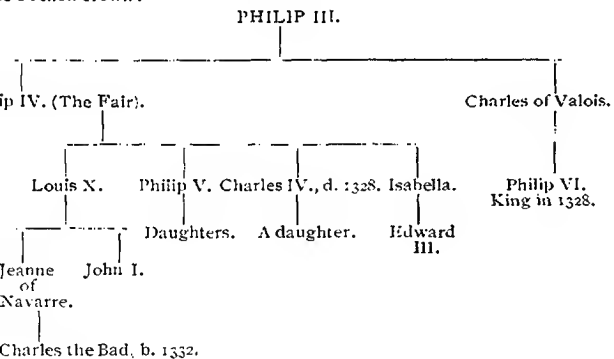 PHILIP III.
ip IV. (The Fair). Charles of Valois.
Louis X. Philip V. Charles IV., d. 1328. Isabella. Philip VI.
King in 1328.
Daughters. A daughter. Edward
III.
Jeanne John I.
of
Navarre.
Charles the Bad, b. 1332.